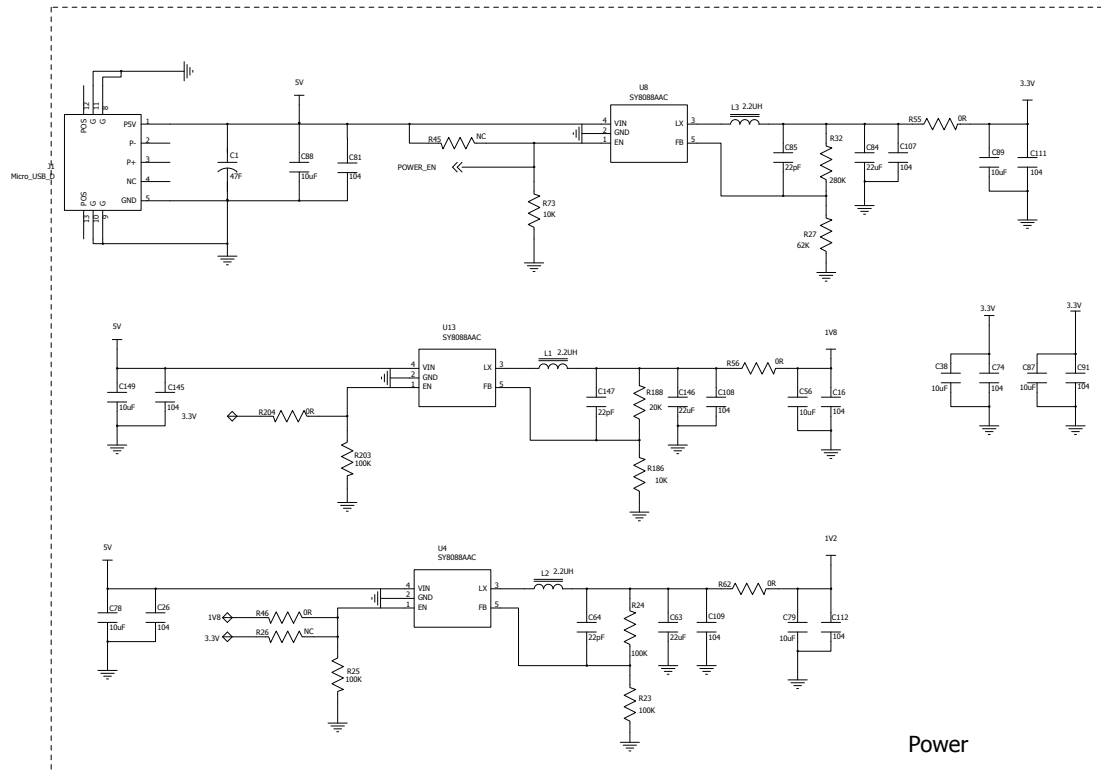 5V
U8
SY8088AAC
L3 2.2UH
R55 0R
3.3V
12
11
8
POS
G
G
P5V 1
P- 2
P+ 3
NC 4
GND 5
J1
Micro_USB_D
POS
G
G
13
10
9
C1
47F
C88
10uF
C81
104
R45 NC
POWER_EN
R73
10K
4 VIN
2 GND
1 EN
LX 3
FB 5
C85
22pF
R32
280K
C84
22uF
C107
104
C89
10uF
C111
104
R27
62K
5V
U13
SY8088AAC
L1 2.2UH
R56 0R
1V8
3.3V
3.3V
4 VIN
2 GND
1 EN
LX 3
FB 5
C149
10uF
C145
104
3.3V
R204 0R
R203
100K
C147
22pF
R188
20K
C146
22uF
C108
104
C56
10uF
C16
104
R186
10K
C38
10uF
C74
104
C87
10uF
C91
104
5V
U4
SY8088AAC
L2 2.2UH
R62 0R
1V2
4 VIN
2 GND
1 EN
LX 3
FB 5
C78
10uF
C26
104
1V8 R46 0R
3.3V R26 NC
R25
100K
C64
22pF
R24
100K
C63
22uF
C109
104
C79
10uF
C112
104
R23
100K
Power